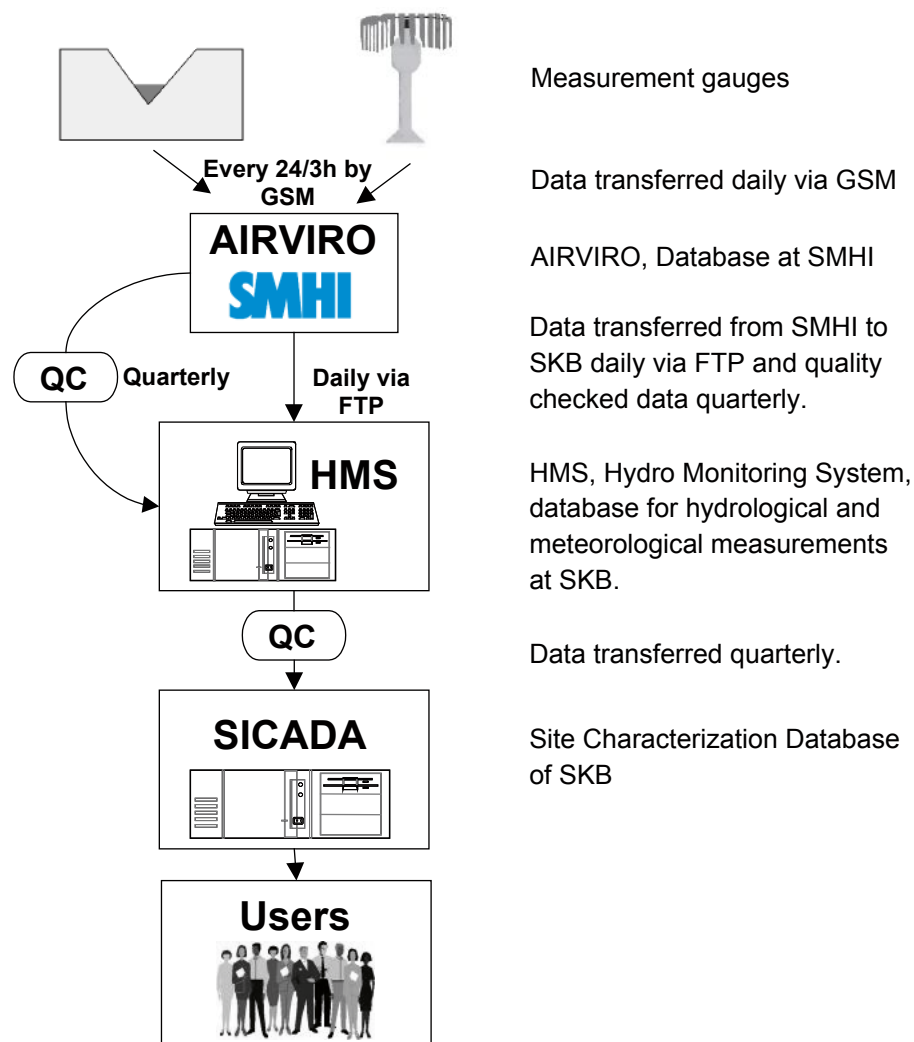 Measurement gauges
Every 24/3h by
GSM
Data transferred daily via GSM
AIRVIRO
SMHI
AIRVIRO, Database at SMHI
QC
Quarterly
Daily via
FTP
Data transferred from SMHI to
SKB daily via FTP and quality
checked data quarterly.
HMS
HMS, Hydro Monitoring System,
database for hydrological and
meteorological measurements
at SKB.
QC
Data transferred quarterly.
SICADA
Site Characterization Database
of SKB
Users